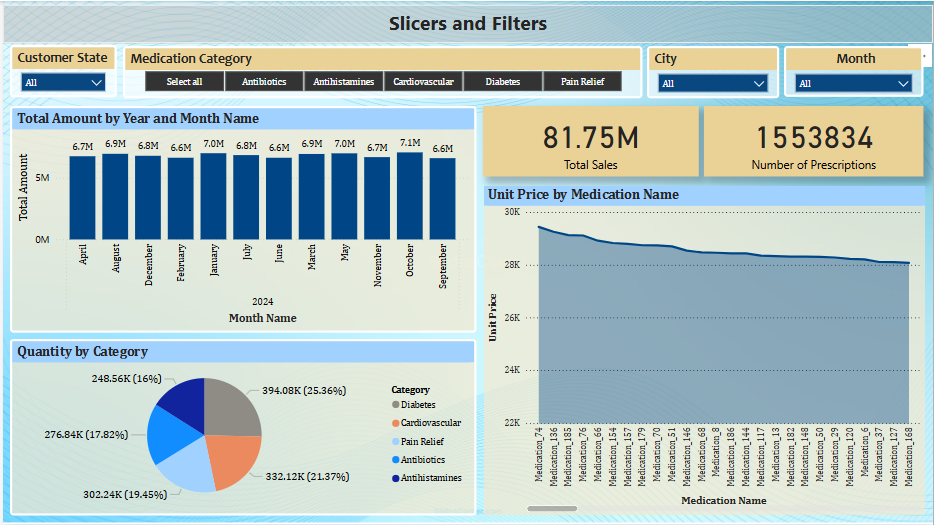 Slicers and Filters
Customer State
All
Medication Category
Select all
Antibiotics
Antihistamines
Cardiovascular
Diabetes
Pain Relief
City
All
Month
All
Total Amount by Year and Month Name
Total Amount
5M
0M
6.7M
6.9M
6.8M
6.6M
7.0M
6.8M
6.6M
6.9M
7.0M
6.7M
7.1M
6.6M
April
August
December
February
January
July
June
March
May
November
October
September
2024
Month Name
81.75M
Total Sales
1553834
Number of Prescriptions
Unit Price by Medication Name
Unit Price
30K
28K
26K
24K
22K
Medication_74
Medication_136
Medication_185
Medication_76
Medication_66
Medication_154
Medication_157
Medication_179
Medication_70
Medication_51
Medication_146
Medication_68
Medication_8
Medication_186
Medication_144
Medication_117
Medication_13
Medication_182
Medication_148
Medication_50
Medication_29
Medication_120
Medication_6
Medication_37
Medication_127
Medication_168
Medication Name
Quantity by Category
248.56K (16%)
394.08K (25.36%)
276.84K (17.82%)
302.24K (19.45%)
332.12K (21.37%)
Category
Diabetes
Cardiovascular
Pain Relief
Antibiotics
Antihistamines